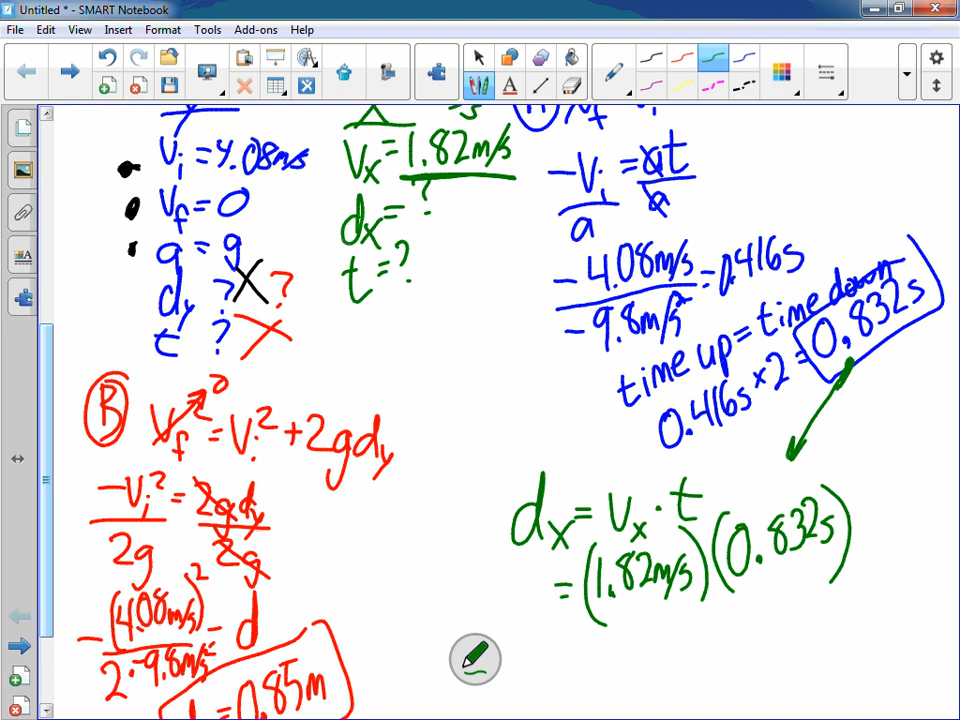 Untitled * - SMART Notebook
File Edit View Insert Format Tools Add-ons Help
Vi = 4.08m/s
Vf = 0
g = g
dy ? X ?
t ? X
Vx = 1.82m/s
dx = ?
t = ?
-Vi = at
a a
-4.08m/s = 0.416s
-9.8m/s²
time up = time down
0.416s × 2 = 0.832s
B
Vf² = Vi² + 2gdy
0
-Vi² = 2gdy
2g 2g
-(4.08m/s)² = d
2·-9.8m/s²
d = 0.85m
dx = Vx · t
= (1.82m/s)(0.832s)